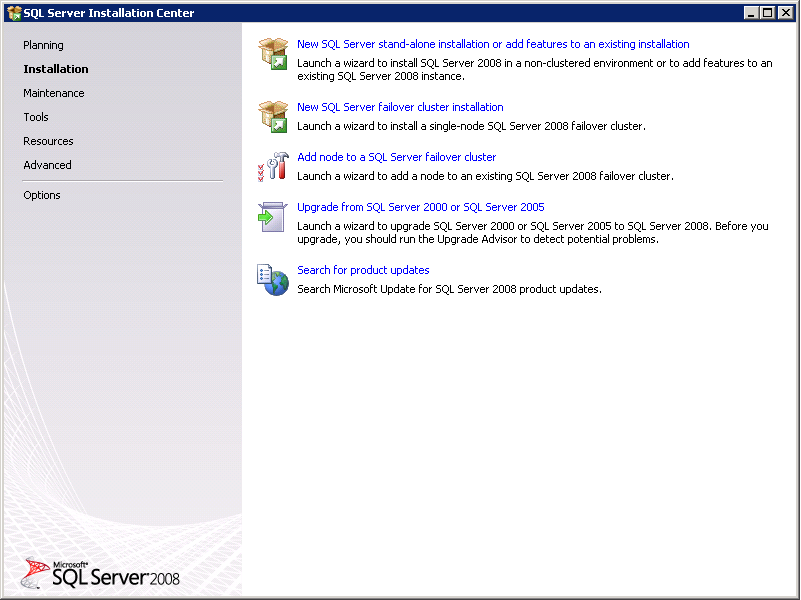 SQL Server Installation Center
Planning
Installation
Maintenance
Tools
Resources
Advanced
Options
New SQL Server stand-alone installation or add features to an existing installation
Launch a wizard to install SQL Server 2008 in a non-clustered environment or to add features to an
existing SQL Server 2008 instance.
New SQL Server failover cluster installation
Launch a wizard to install a single-node SQL Server 2008 failover cluster.
Add node to a SQL Server failover cluster
Launch a wizard to add a node to an existing SQL Server 2008 failover cluster.
Upgrade from SQL Server 2000 or SQL Server 2005
Launch a wizard to upgrade SQL Server 2000 or SQL Server 2005 to SQL Server 2008. Before you
upgrade, you should run the Upgrade Advisor to detect potential problems.
Search for product updates
Search Microsoft Update for SQL Server 2008 product updates.
Microsoft®
SQL Server 2008